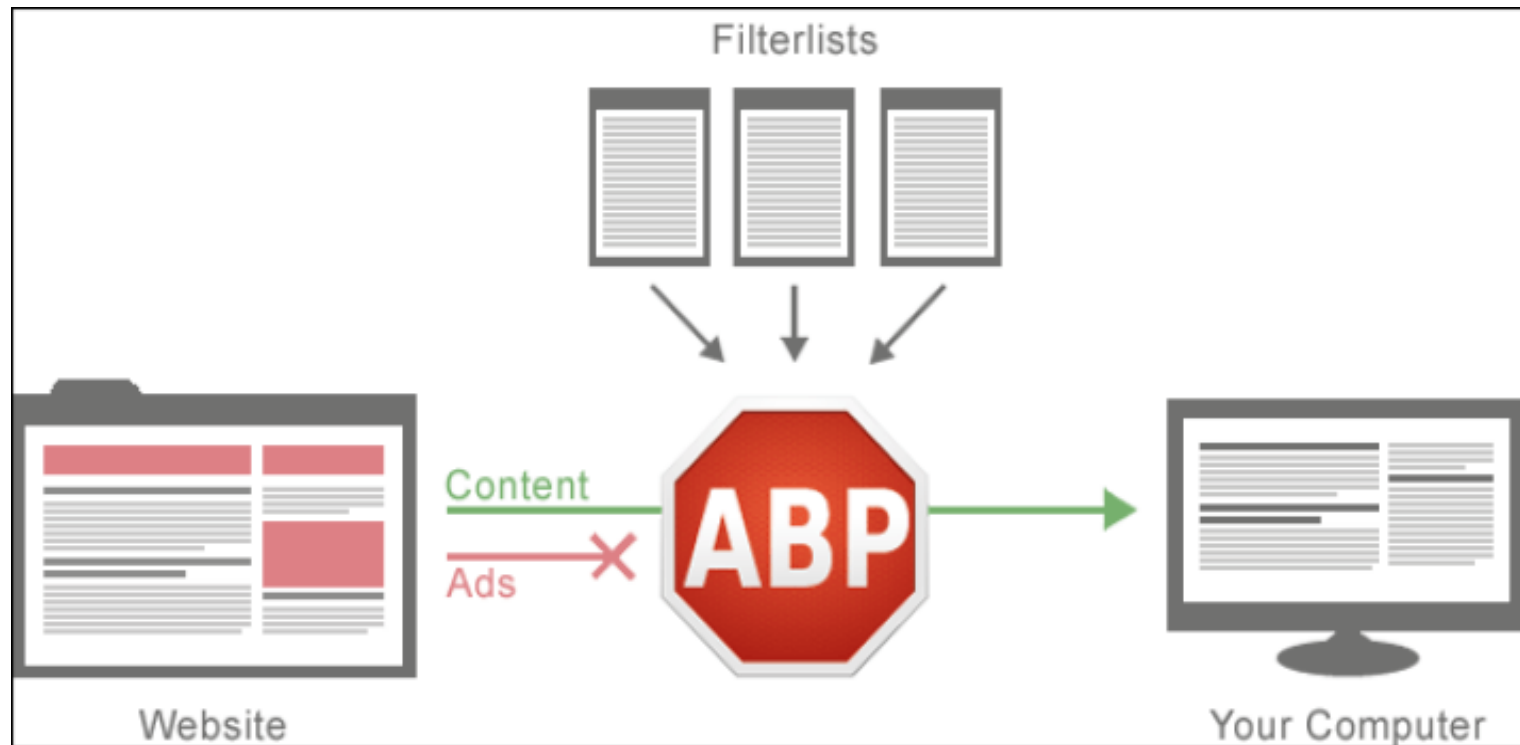 Filterlists
Content
Ads
ABP
Website
Your Computer